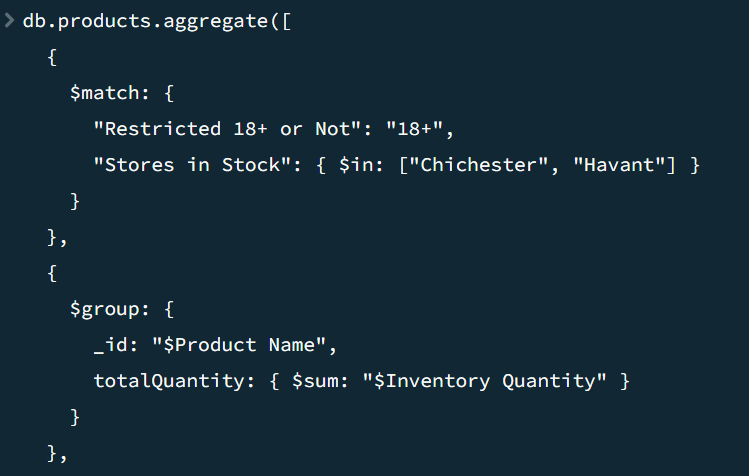 > db.products.aggregate([
{
$match: {
"Restricted 18+ or Not": "18+",
"Stores in Stock": { $in: ["Chichester", "Havant"] }
}
},
{
$group: {
_id: "$Product Name",
totalQuantity: { $sum: "$Inventory Quantity" }
}
},